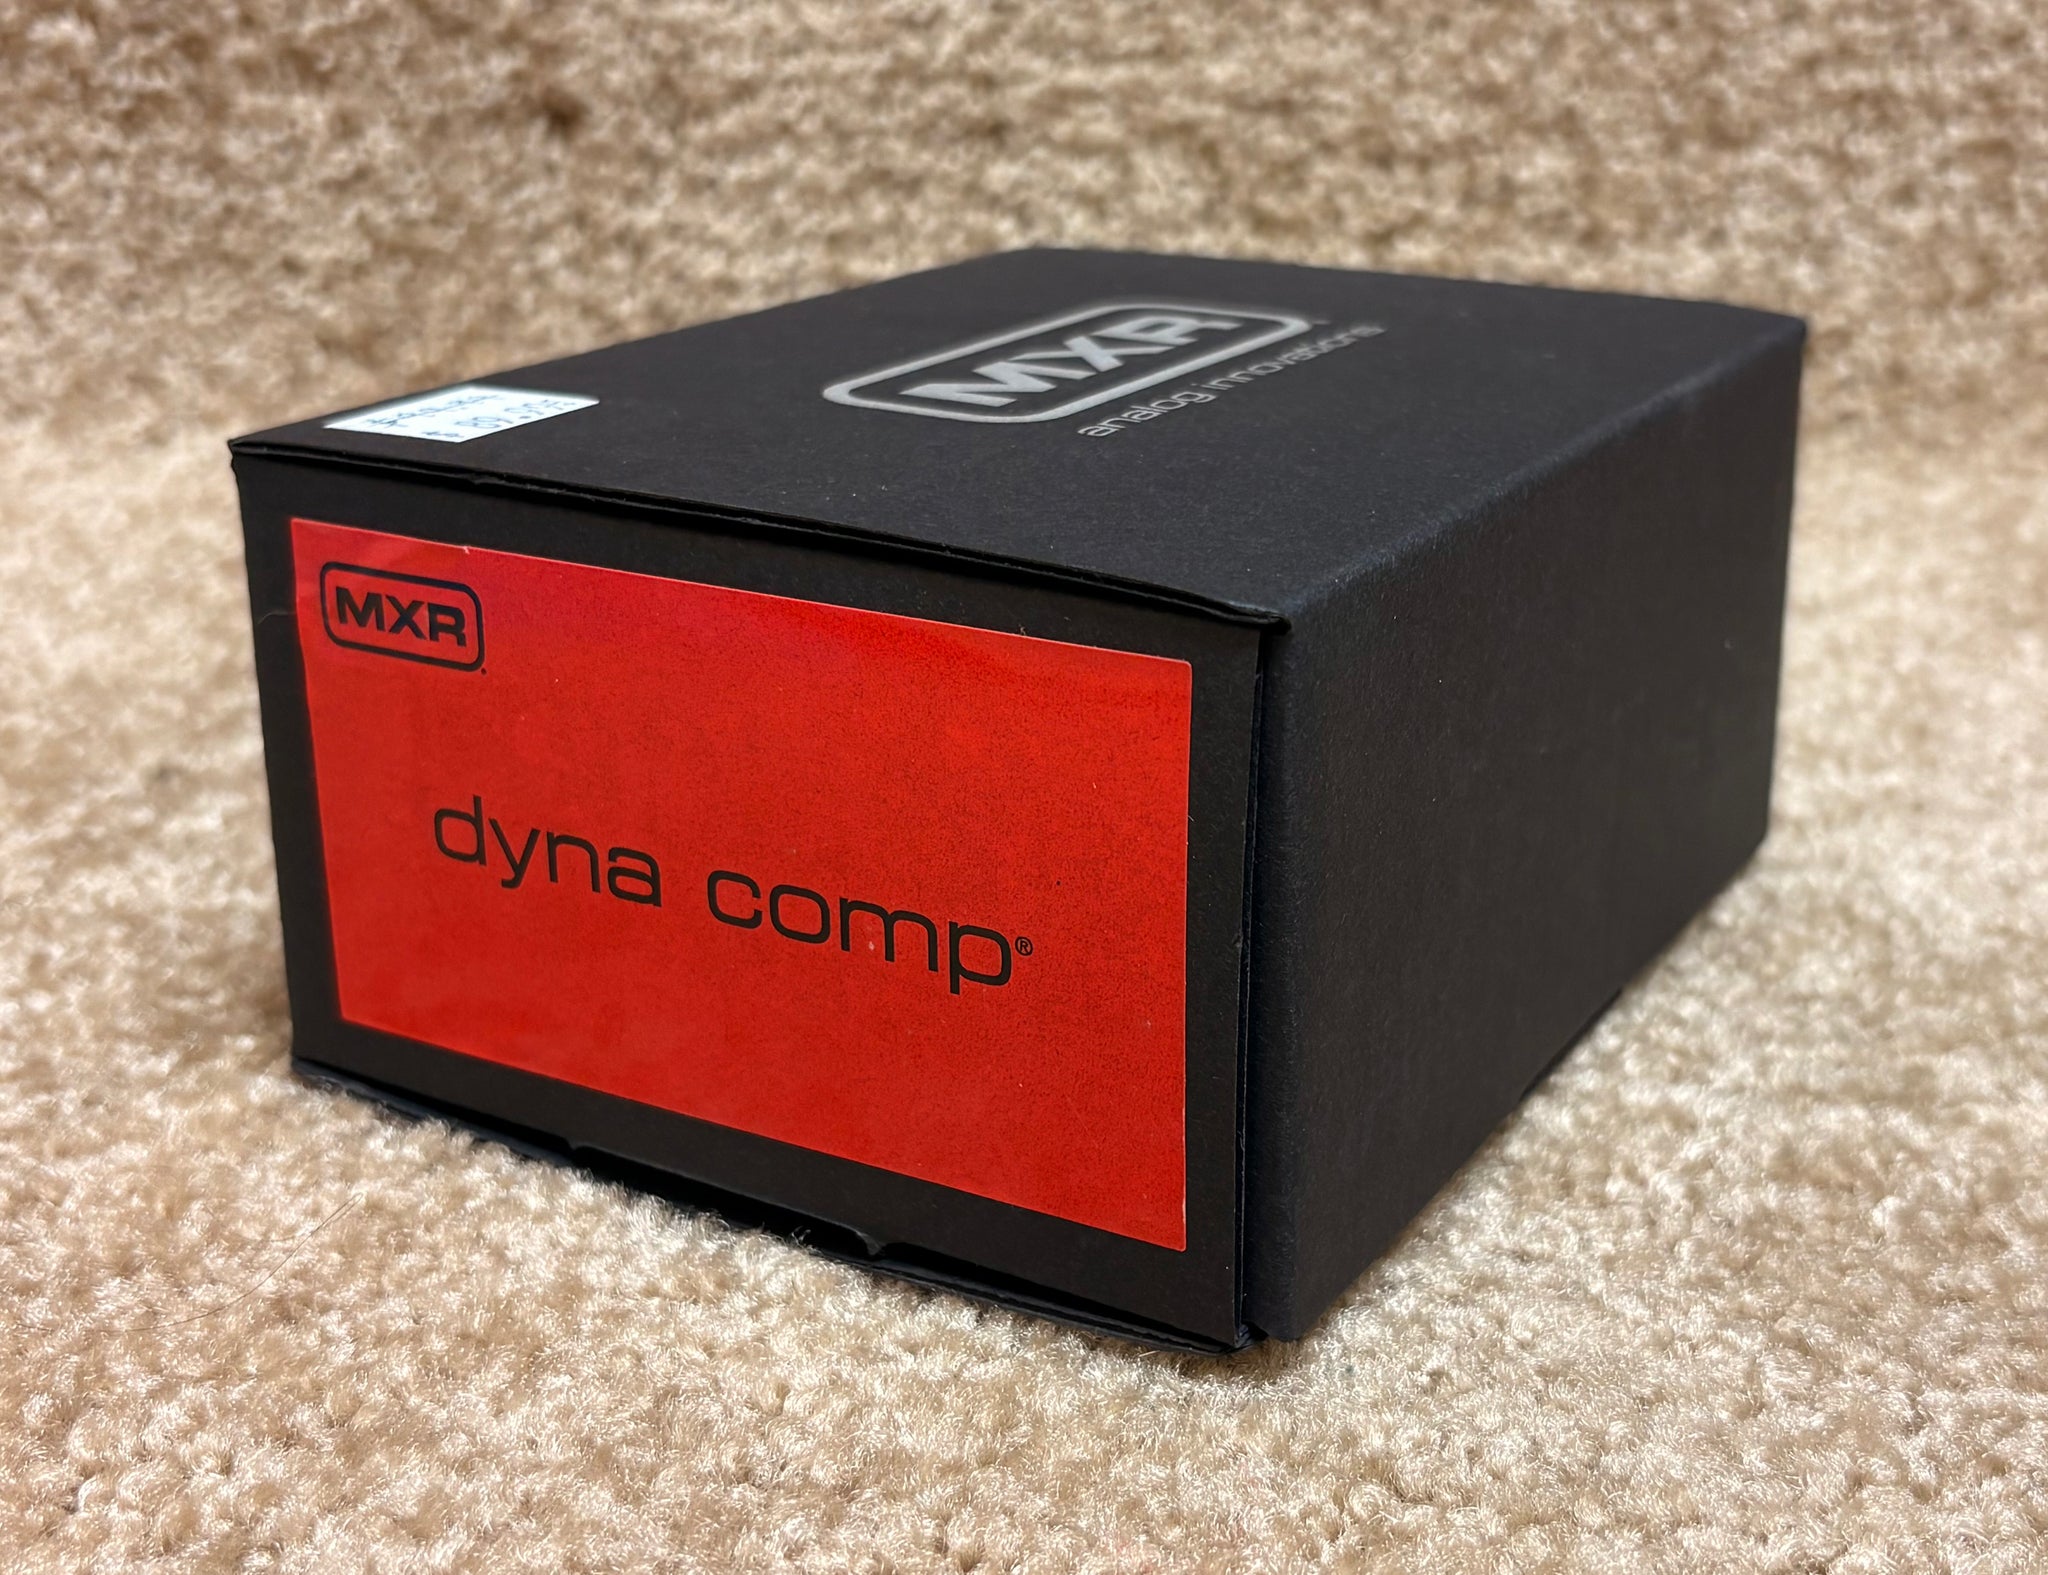 MXR
analog innovations
MXR
dyna comp®